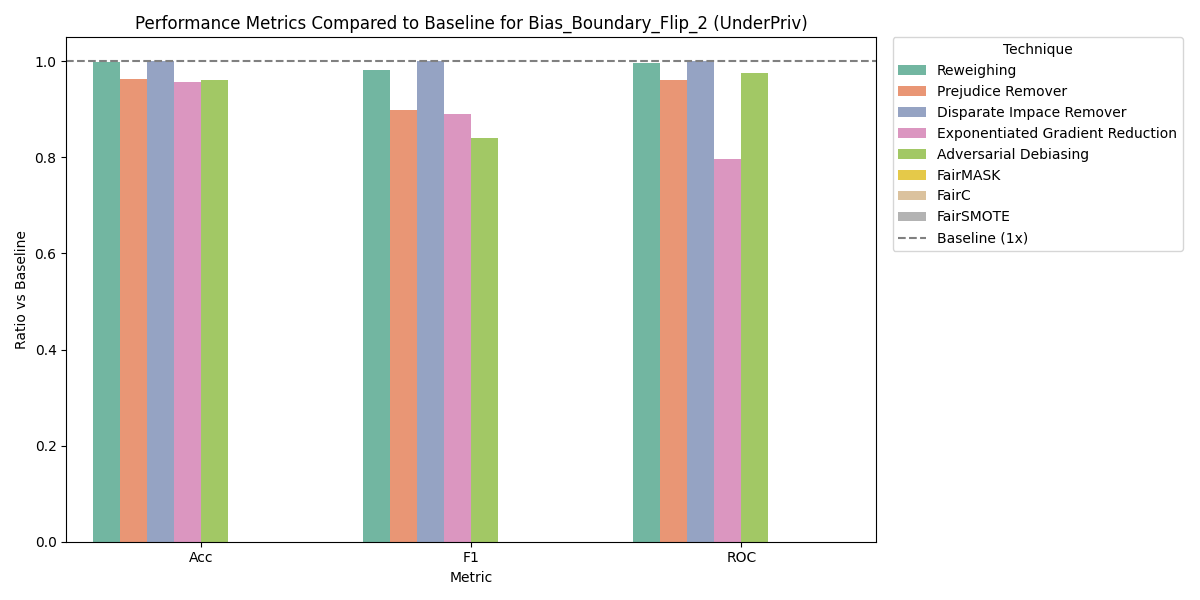 Performance Metrics Compared to Baseline for Bias_Boundary_Flip_2 (UnderPriv)
Ratio vs Baseline
1.0
0.8
0.6
0.4
0.2
0.0
Acc
F1
ROC
Metric
Technique
Reweighing
Prejudice Remover
Disparate Impace Remover
Exponentiated Gradient Reduction
Adversarial Debiasing
FairMASK
FairC
FairSMOTE
Baseline (1x)